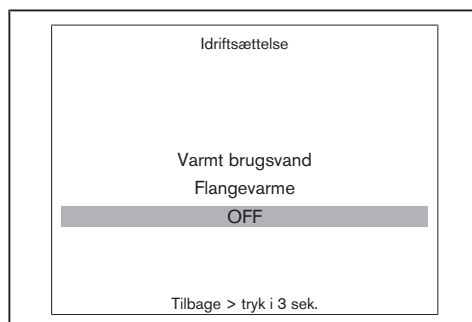 Idriftsættelse
Varmt brugsvand
Flangevarme
OFF
Tilbage > tryk i 3 sek.